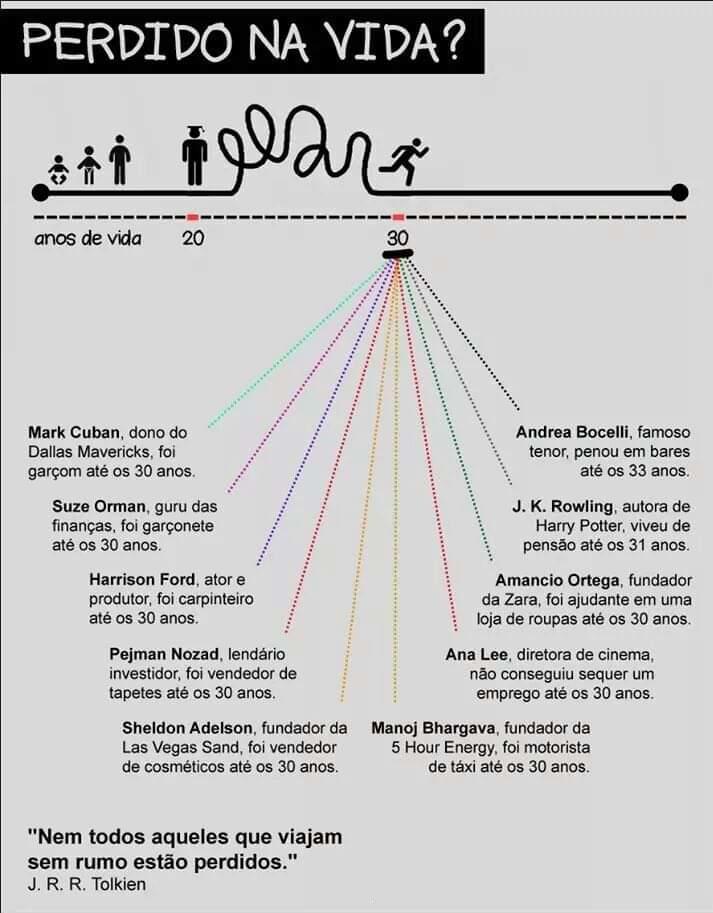 PERDIDO NA VIDA?
anos de vida
20
30
Mark Cuban, dono do
Dallas Mavericks, foi
garçom até os 30 anos.
Suze Orman, guru das
finanças, foi garçonete
até os 30 anos.
Harrison Ford, ator e
produtor, foi carpinteiro
até os 30 anos.
Pejman Nozad, lendário
investidor, foi vendedor de
tapetes até os 30 anos.
Sheldon Adelson, fundador da
Las Vegas Sand, foi vendedor
de cosméticos até os 30 anos.
Manoj Bhargava, fundador da
5 Hour Energy, foi motorista
de táxi até os 30 anos.
Ana Lee, diretora de cinema,
não conseguiu sequer um
emprego até os 30 anos.
Amancio Ortega, fundador
da Zara, foi ajudante em uma
loja de roupas até os 30 anos.
J. K. Rowling, autora de
Harry Potter, viveu de
pensão até os 31 anos.
Andrea Bocelli, famoso
tenor, penou em bares
até os 33 anos.
"Nem todos aqueles que viajam
sem rumo estão perdidos."
J. R. R. Tolkien